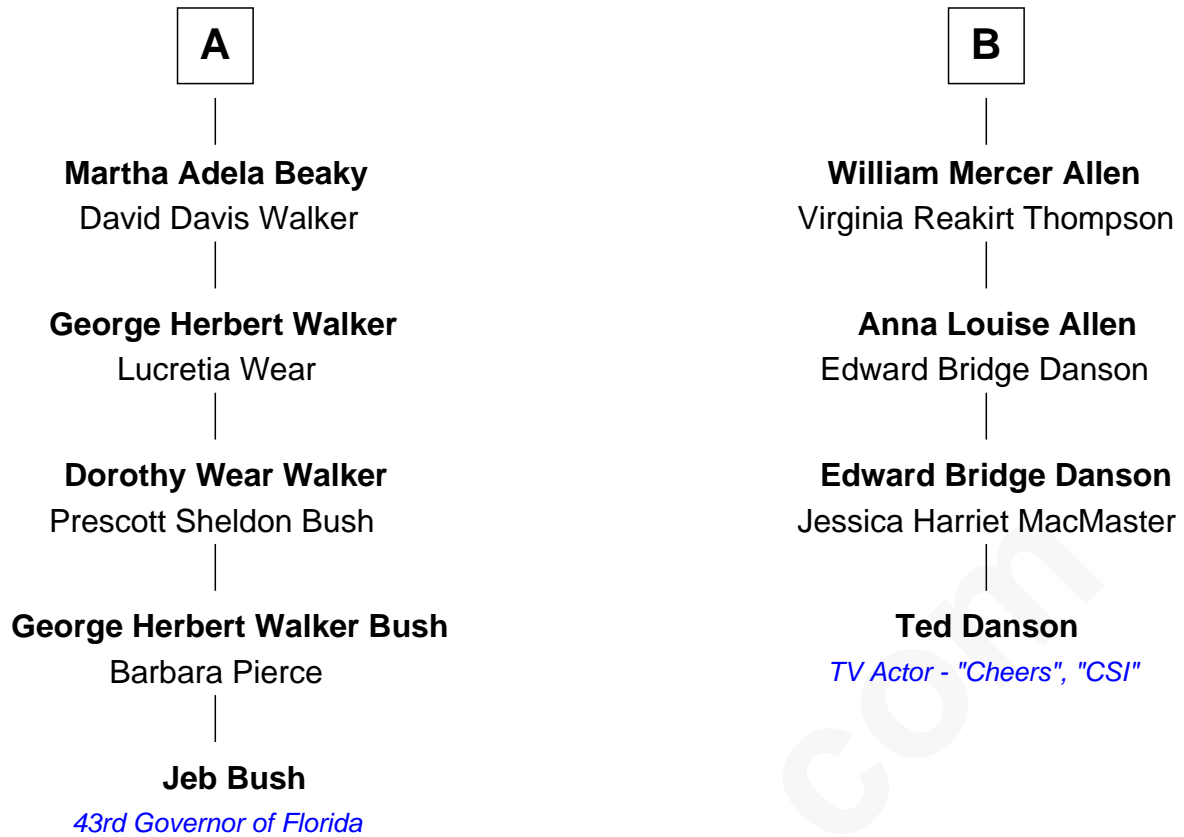 A
Martha Adela Beaky
David Davis Walker
George Herbert Walker
Lucretia Wear
Dorothy Wear Walker
Prescott Sheldon Bush
George Herbert Walker Bush
Barbara Pierce
Jeb Bush
43rd Governor of Florida
B
William Mercer Allen
Virginia Reakirt Thompson
Anna Louise Allen
Edward Bridge Danson
Edward Bridge Danson
Jessica Harriet MacMaster
Ted Danson
TV Actor - "Cheers", "CSI"
com